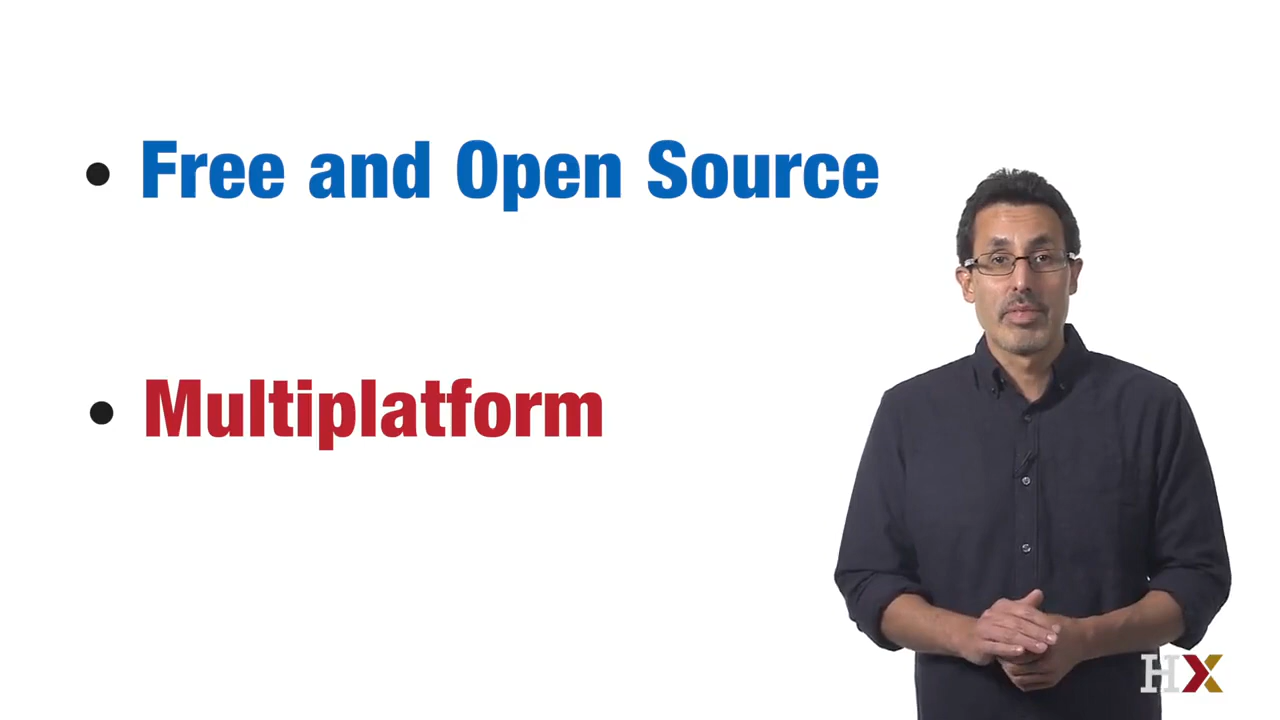 • Free and Open Source
• Multiplatform
HX